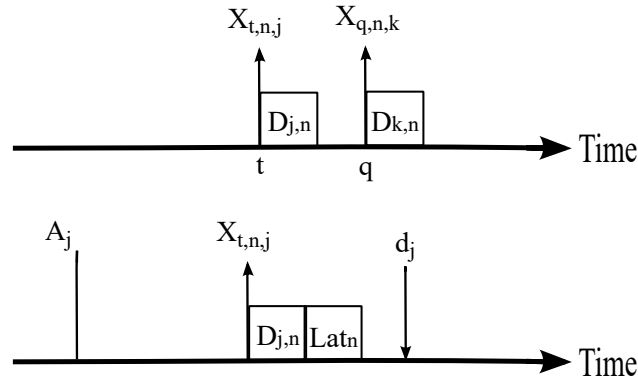 X_{t,n,j} X_{q,n,k}
D_{j,n} D_{k,n}
t q Time
A_j X_{t,n,j} d_j
D_{j,n} Lat_n
Time